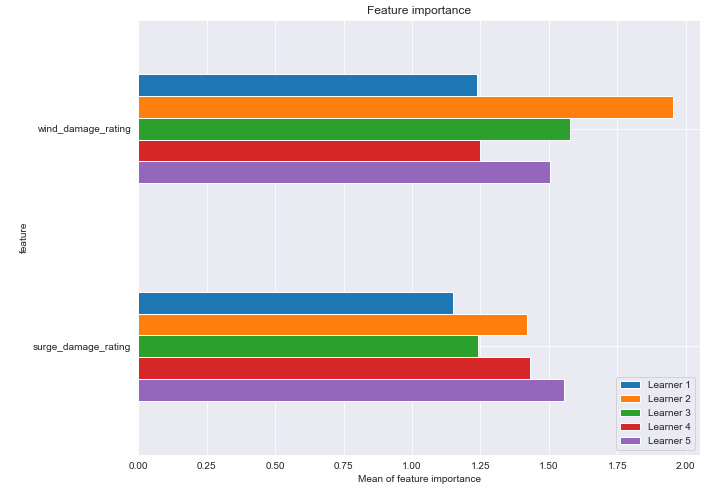 Feature importance
wind_damage_rating
feature
surge_damage_rating
Learner 1
Learner 2
Learner 3
Learner 4
Learner 5
0.00 0.25 0.50 0.75 1.00 1.25 1.50 1.75 2.00
Mean of feature importance